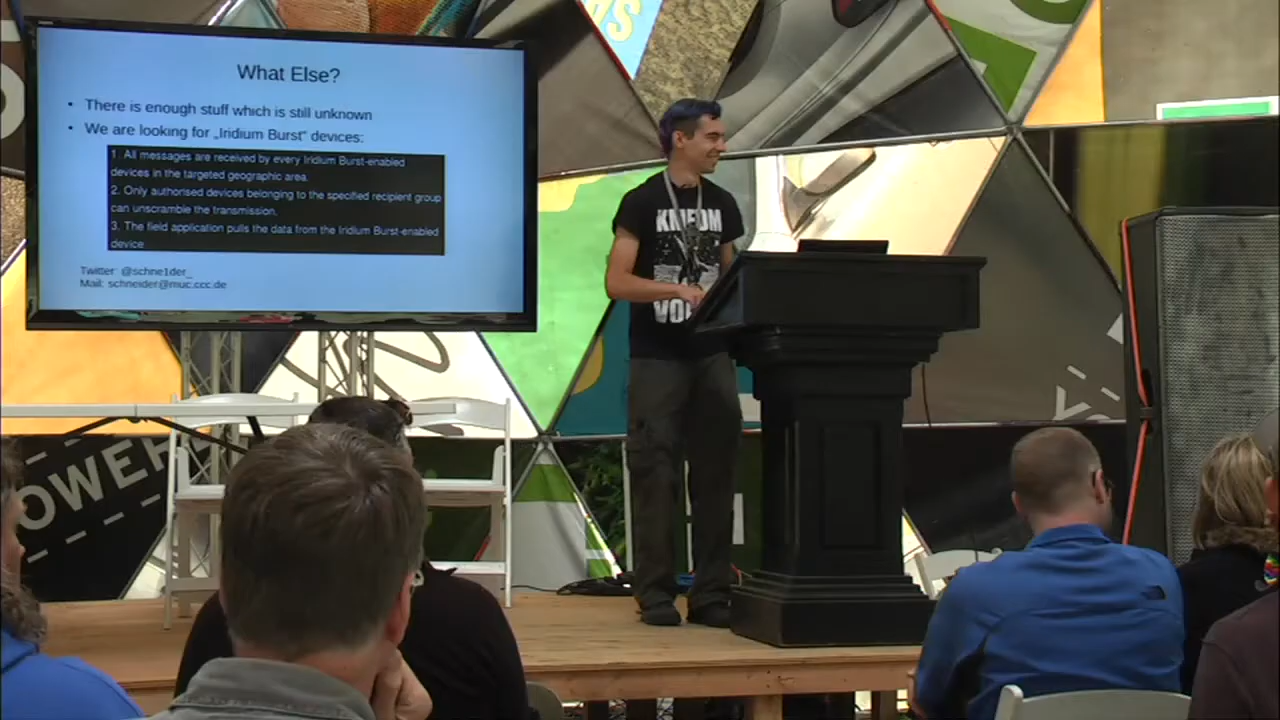 What Else?
• There is enough stuff which is still unknown
• We are looking for „Iridium Burst" devices:
1. All messages are received by every Iridium Burst-enabled
devices in the targeted geographic area.
2. Only authorised devices belonging to the specified recipient group
can unscramble the transmission.
3. The field application pulls the data from the Iridium Burst-enabled
device
Twitter: @schne1der_
Mail: schneider@muc.ccc.de